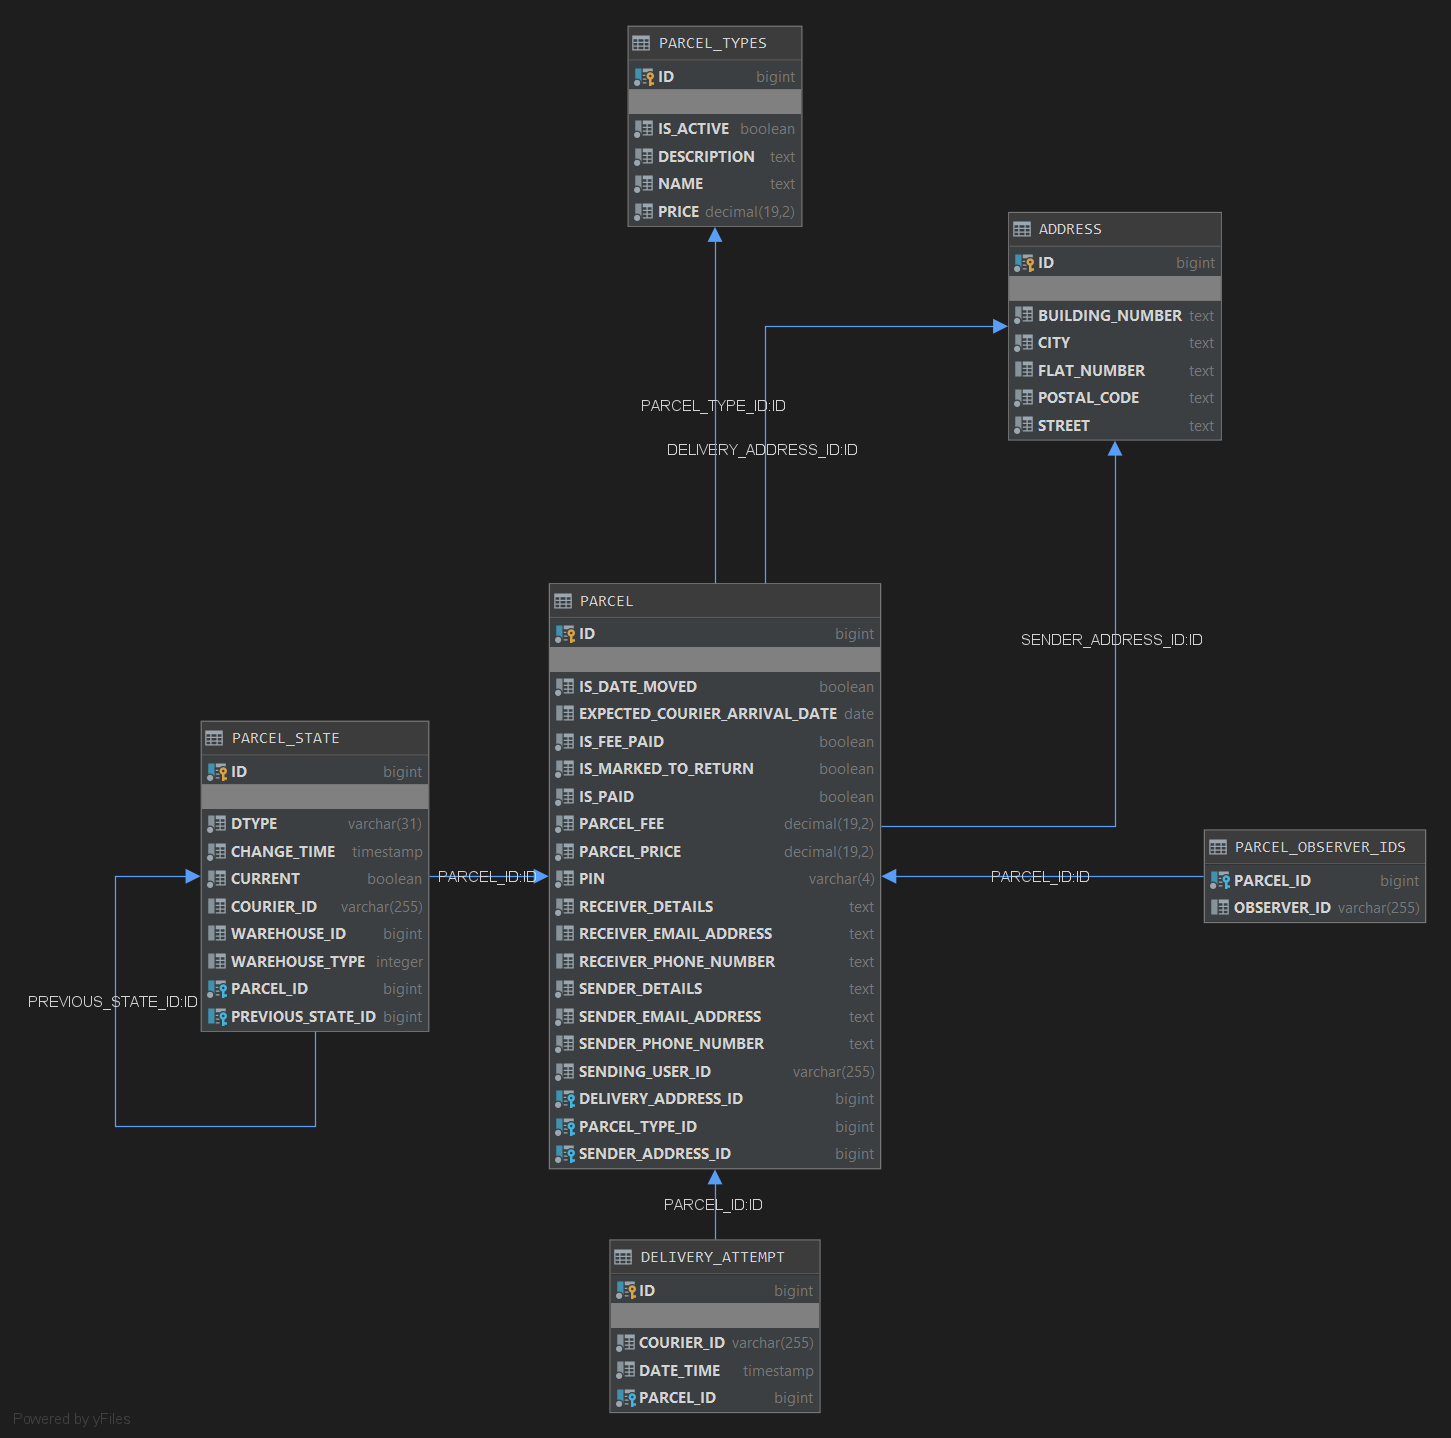 PARCEL_TYPES
ID bigint
IS_ACTIVE boolean
DESCRIPTION text
NAME text
PRICE decimal(19,2)
ADDRESS
ID bigint
BUILDING_NUMBER text
CITY text
FLAT_NUMBER text
POSTAL_CODE text
STREET text
PARCEL_TYPE_ID:ID
DELIVERY_ADDRESS_ID:ID
SENDER_ADDRESS_ID:ID
PARCEL
ID bigint
IS_DATE_MOVED boolean
EXPECTED_COURIER_ARRIVAL_DATE date
IS_FEE_PAID boolean
IS_MARKED_TO_RETURN boolean
IS_PAID boolean
PARCEL_FEE decimal(19,2)
PARCEL_PRICE decimal(19,2)
PIN varchar(4)
RECEIVER_DETAILS text
RECEIVER_EMAIL_ADDRESS text
RECEIVER_PHONE_NUMBER text
SENDER_DETAILS text
SENDER_EMAIL_ADDRESS text
SENDER_PHONE_NUMBER text
SENDING_USER_ID varchar(255)
DELIVERY_ADDRESS_ID bigint
PARCEL_TYPE_ID bigint
SENDER_ADDRESS_ID bigint
PARCEL_STATE
ID bigint
DTYPE varchar(31)
CHANGE_TIME timestamp
CURRENT boolean
COURIER_ID varchar(255)
WAREHOUSE_ID bigint
WAREHOUSE_TYPE integer
PARCEL_ID bigint
PREVIOUS_STATE_ID bigint
PARCEL_ID:ID
PREVIOUS_STATE_ID:ID
PARCEL_OBSERVER_IDS
PARCEL_ID bigint
OBSERVER_ID varchar(255)
PARCEL_ID:ID
PARCEL_ID:ID
DELIVERY_ATTEMPT
ID bigint
COURIER_ID varchar(255)
DATE_TIME timestamp
PARCEL_ID bigint
Powered by yFiles